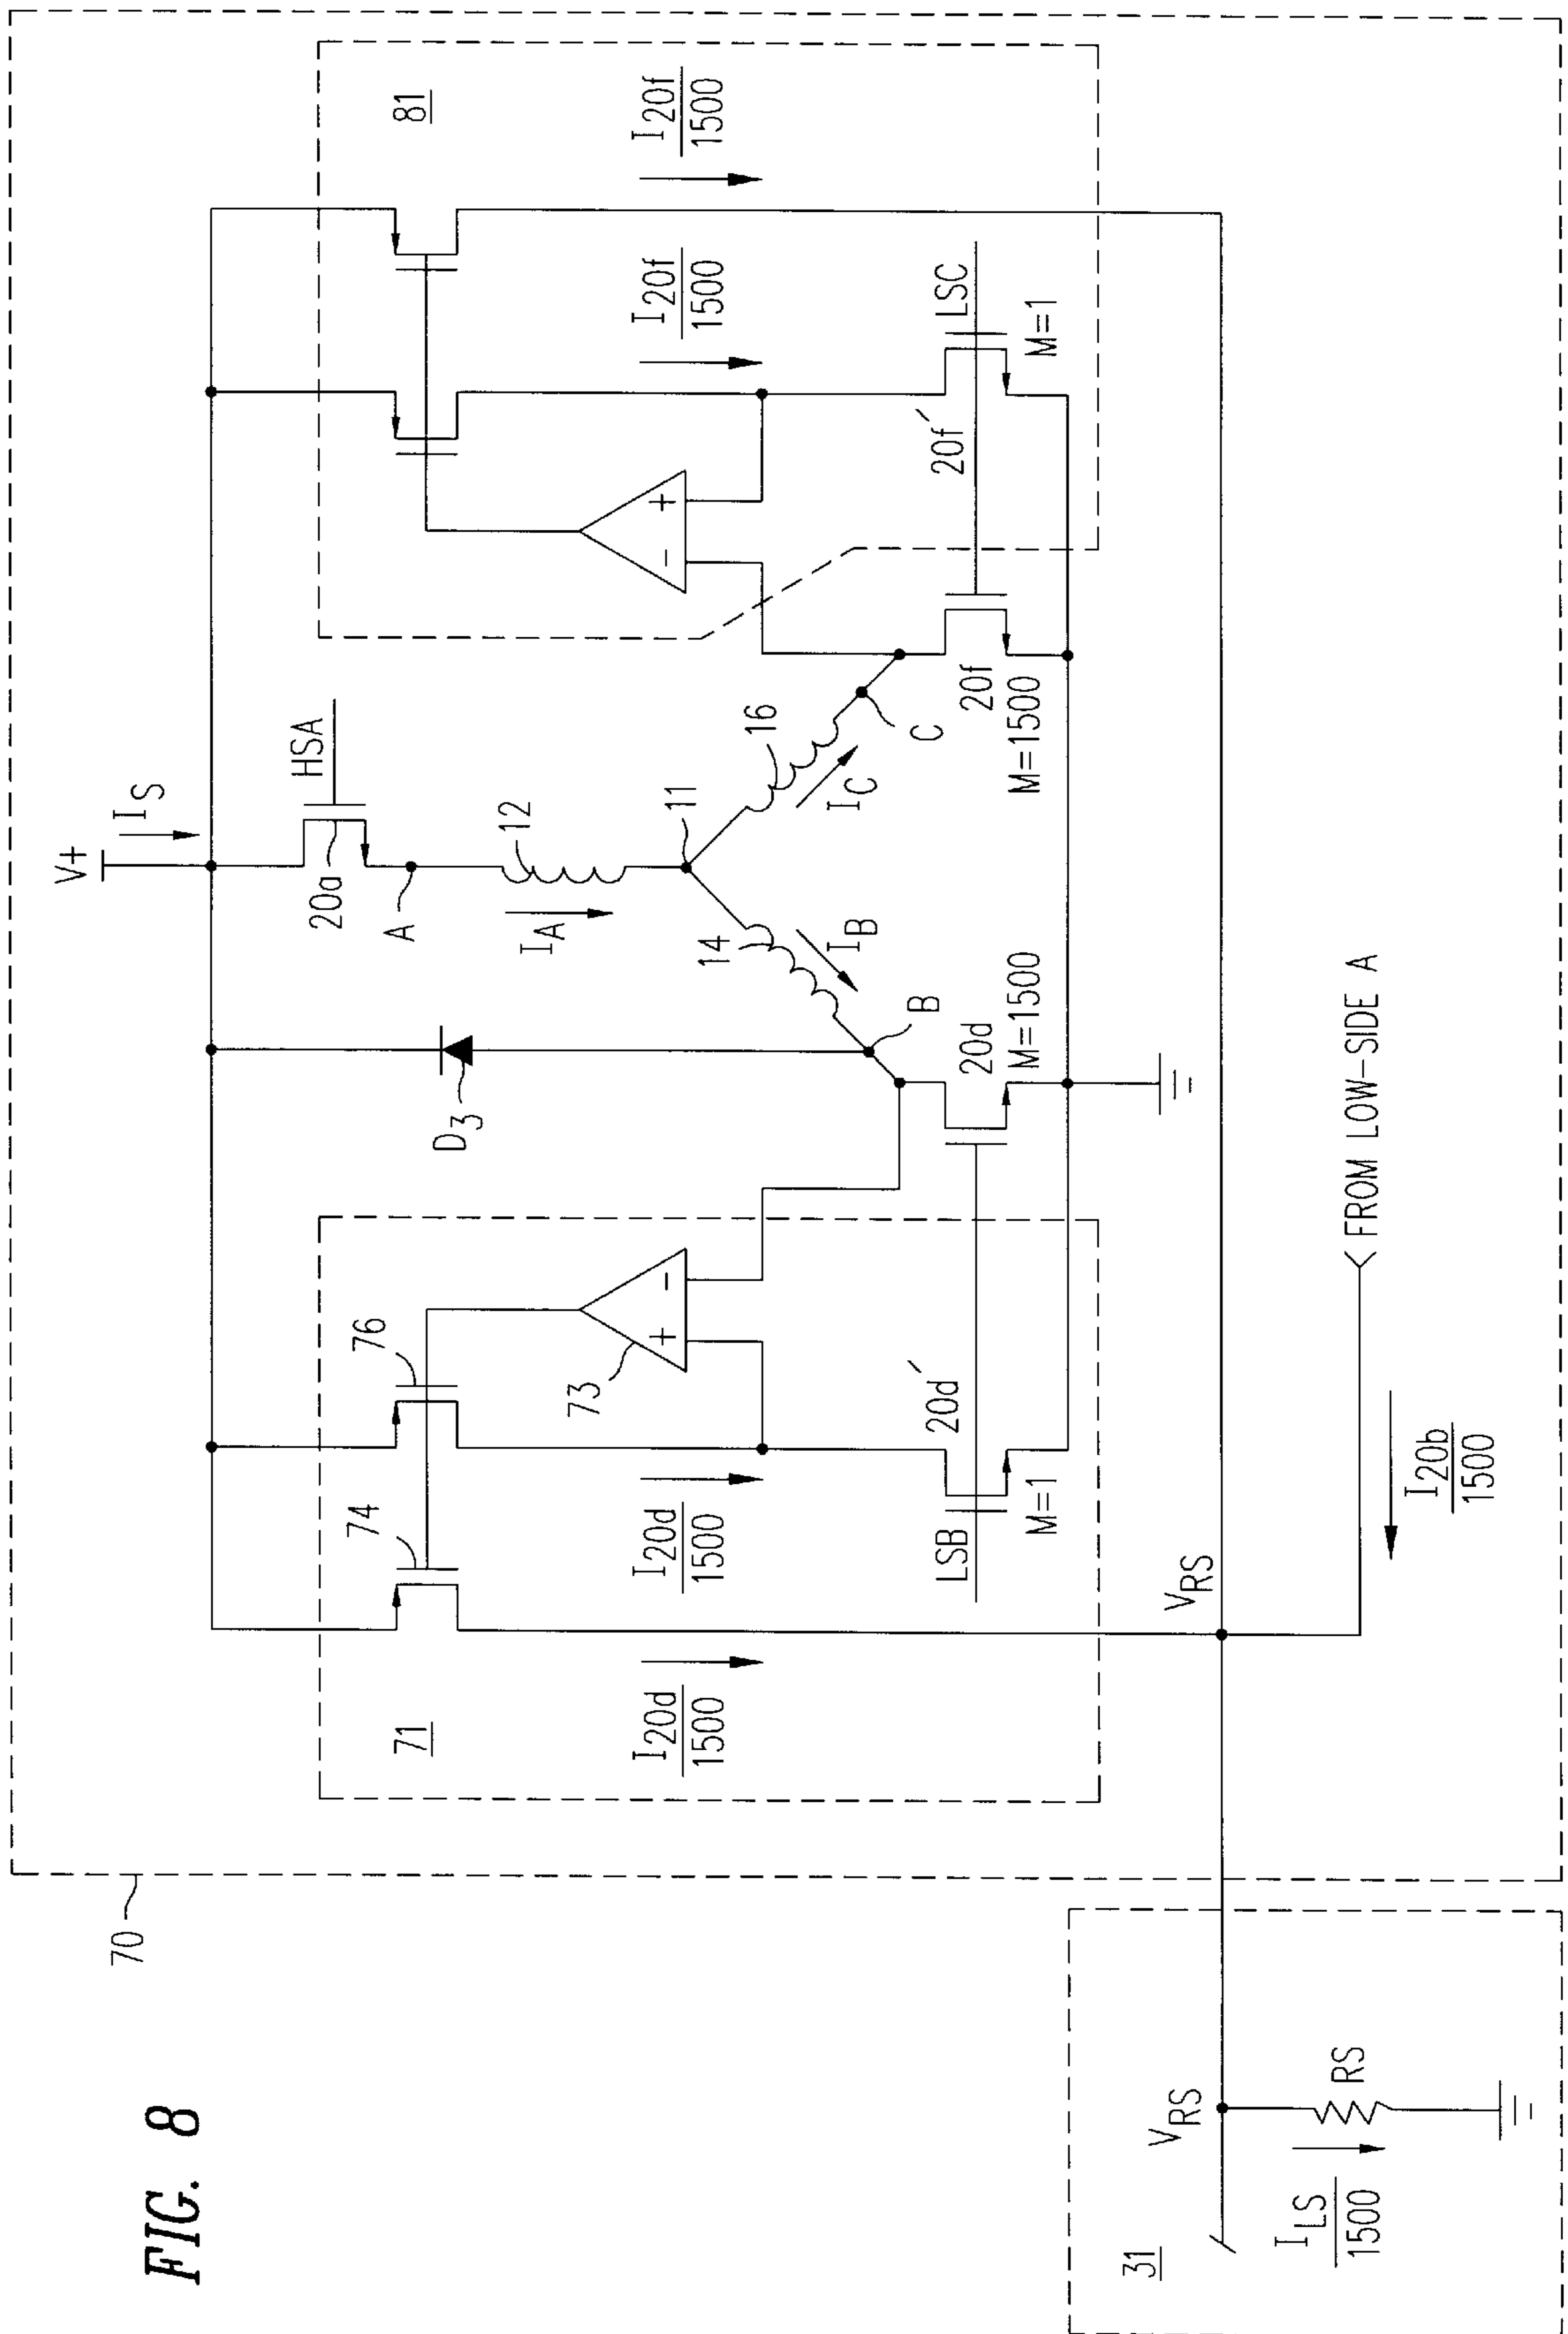 FIG. 8
70
V+
I_S
HSA
20a
A
12
I_A
11
14
I_B
B
16
I_C
C
D_3
71
74
76
73
I_20d
1500
I_20d
1500
LSB
20d´
M=1
20d
M=1500
81
I_20f
1500
I_20f
1500
LSC
20f´
M=1
20f
M=1500
V_RS
FROM LOW-SIDE A
I_20b
1500
31
V_RS
RS
I_LS
1500
+
-
-
+